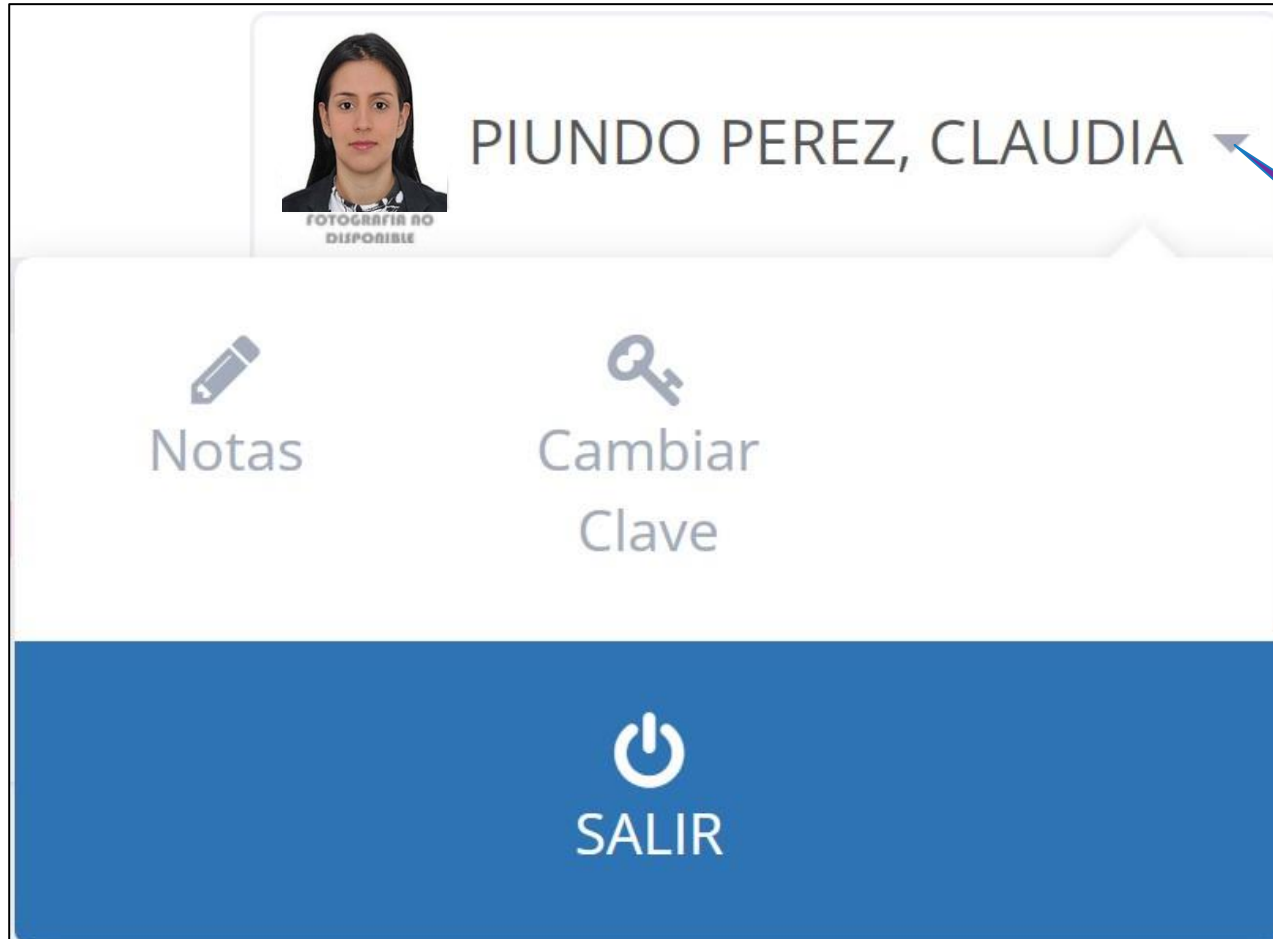 PIUNDO PEREZ, CLAUDIA
FOTOGRAFIA NO
DISPONIBLE
Notas
Cambiar
Clave
SALIR